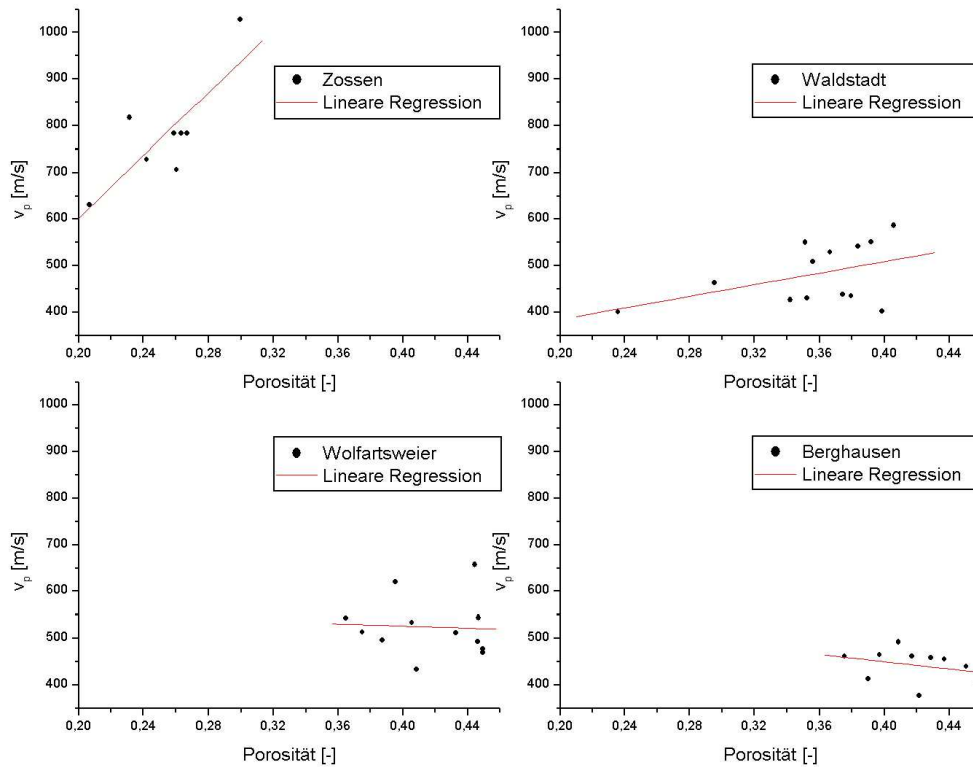 1000
900
800
700
600
500
400
v_p [m/s]
Zossen
Lineare Regression
0,20 0,24 0,28 0,32 0,36 0,40 0,44
Porosität [-]
1000
900
800
700
600
500
400
v_p [m/s]
Waldstadt
Lineare Regression
0,20 0,24 0,28 0,32 0,36 0,40 0,44
Porosität [-]
1000
900
800
700
600
500
400
v_p [m/s]
Wolfartsweier
Lineare Regression
0,20 0,24 0,28 0,32 0,36 0,40 0,44
Porosität [-]
1000
900
800
700
600
500
400
v_p [m/s]
Berghausen
Lineare Regression
0,20 0,24 0,28 0,32 0,36 0,40 0,44
Porosität [-]